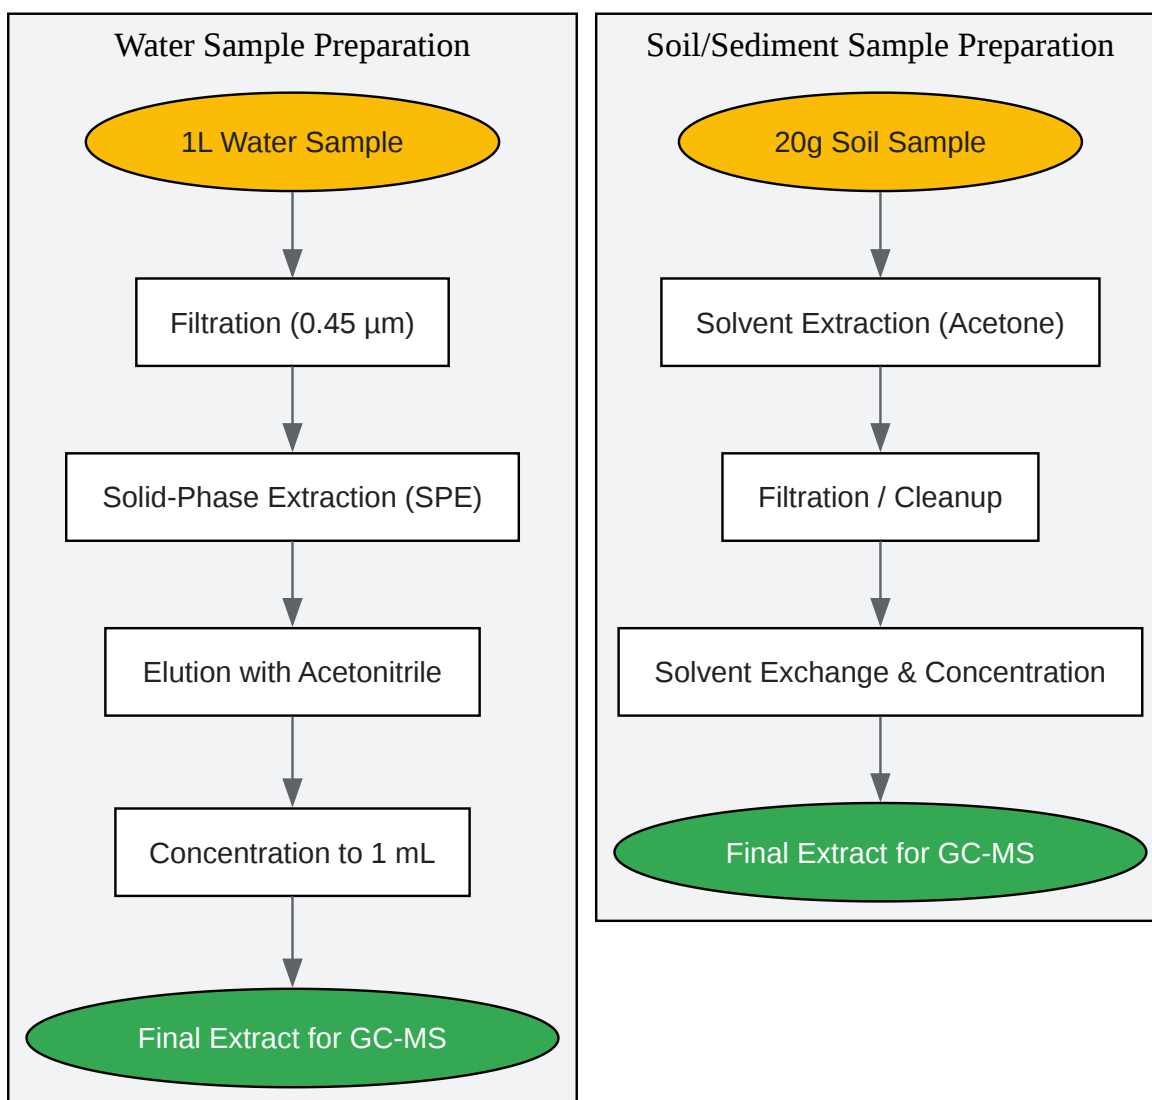 Water Sample Preparation
1L Water Sample
Filtration (0.45 µm)
Solid-Phase Extraction (SPE)
Elution with Acetonitrile
Concentration to 1 mL
Final Extract for GC-MS
Soil/Sediment Sample Preparation
20g Soil Sample
Solvent Extraction (Acetone)
Filtration / Cleanup
Solvent Exchange & Concentration
Final Extract for GC-MS